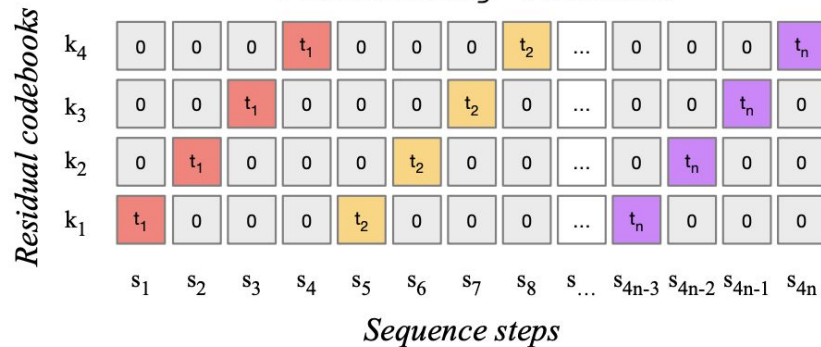 k4 0 0 0 t1 0 0 0 t2 ... 0 0 0 tn
k3 0 0 t1 0 0 0 t2 0 ... 0 0 tn 0
k2 0 t1 0 0 0 t2 0 0 ... 0 tn 0 0
k1 t1 0 0 0 t2 0 0 0 ... tn 0 0 0
s1 s2 s3 s4 s5 s6 s7 s8 s... s4n-3 s4n-2 s4n-1 s4n
Residual codebooks
Sequence steps